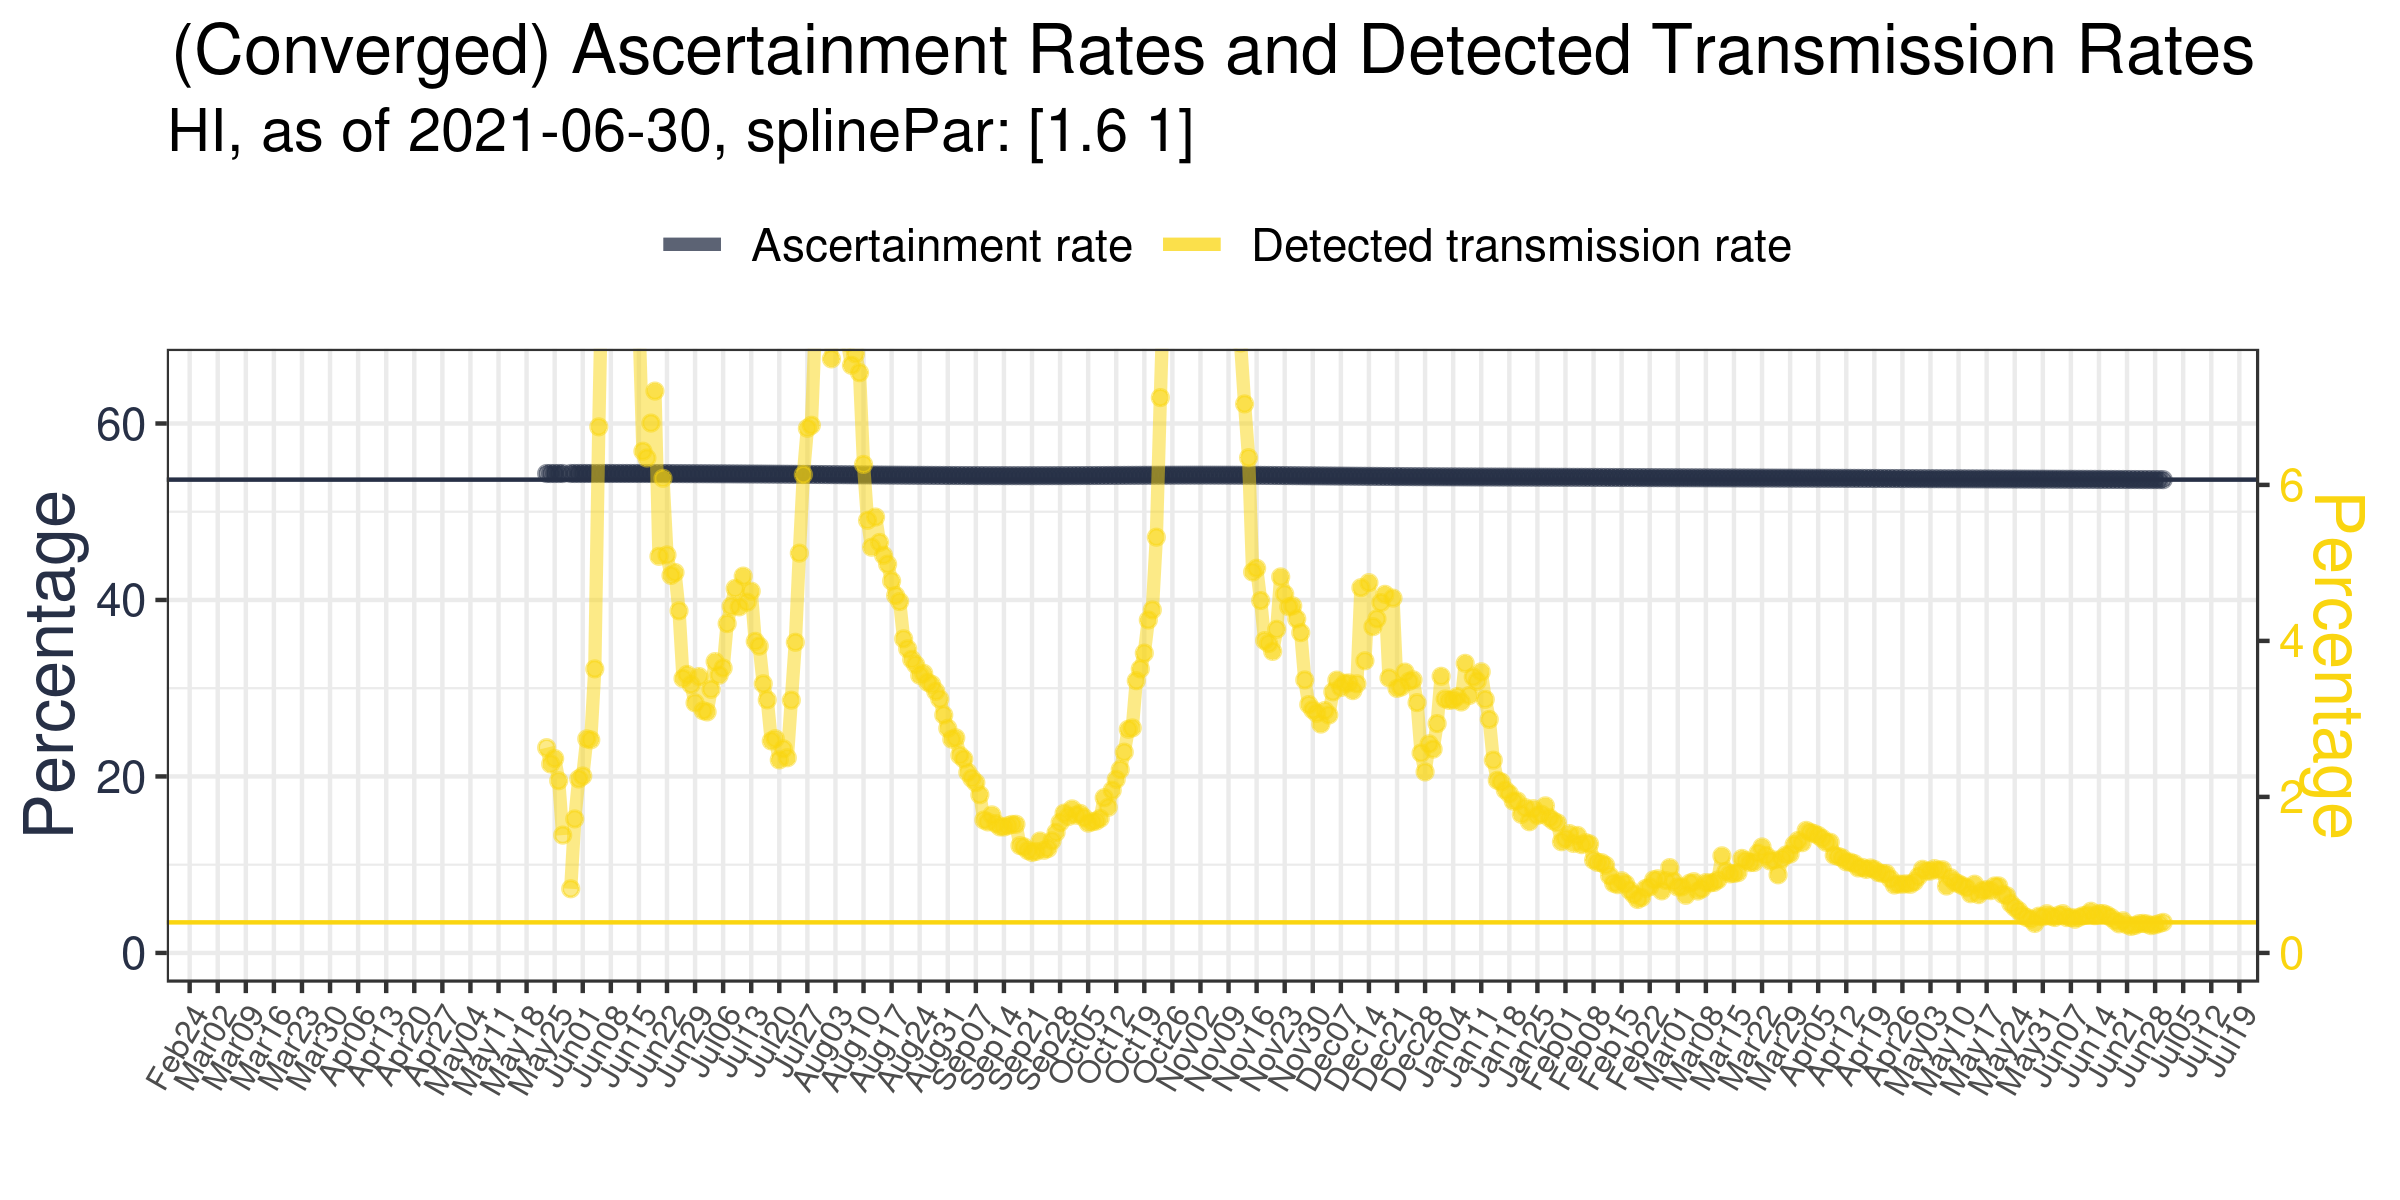 (Converged) Ascertainment Rates and Detected Transmission Rates
HI, as of 2021-06-30, splinePar: [1.6 1]
Ascertainment rate
Detected transmission rate
Percentage
60
40
20
0
6
4
2
0
Percentage
Feb24
Mar02
Mar09
Mar16
Mar23
Mar30
Apr06
Apr13
Apr20
Apr27
May04
May11
May18
May25
Jun01
Jun08
Jun15
Jun22
Jun29
Jul06
Jul13
Jul20
Jul27
Aug03
Aug10
Aug17
Aug24
Aug31
Sep07
Sep14
Sep21
Sep28
Oct05
Oct12
Oct19
Oct26
Nov02
Nov09
Nov16
Nov23
Nov30
Dec07
Dec14
Dec21
Dec28
Jan04
Jan11
Jan18
Jan25
Feb01
Feb08
Feb15
Feb22
Mar01
Mar08
Mar15
Mar22
Mar29
Apr05
Apr12
Apr19
Apr26
May03
May10
May17
May24
May31
Jun07
Jun14
Jun21
Jun28
Jul05
Jul12
Jul19